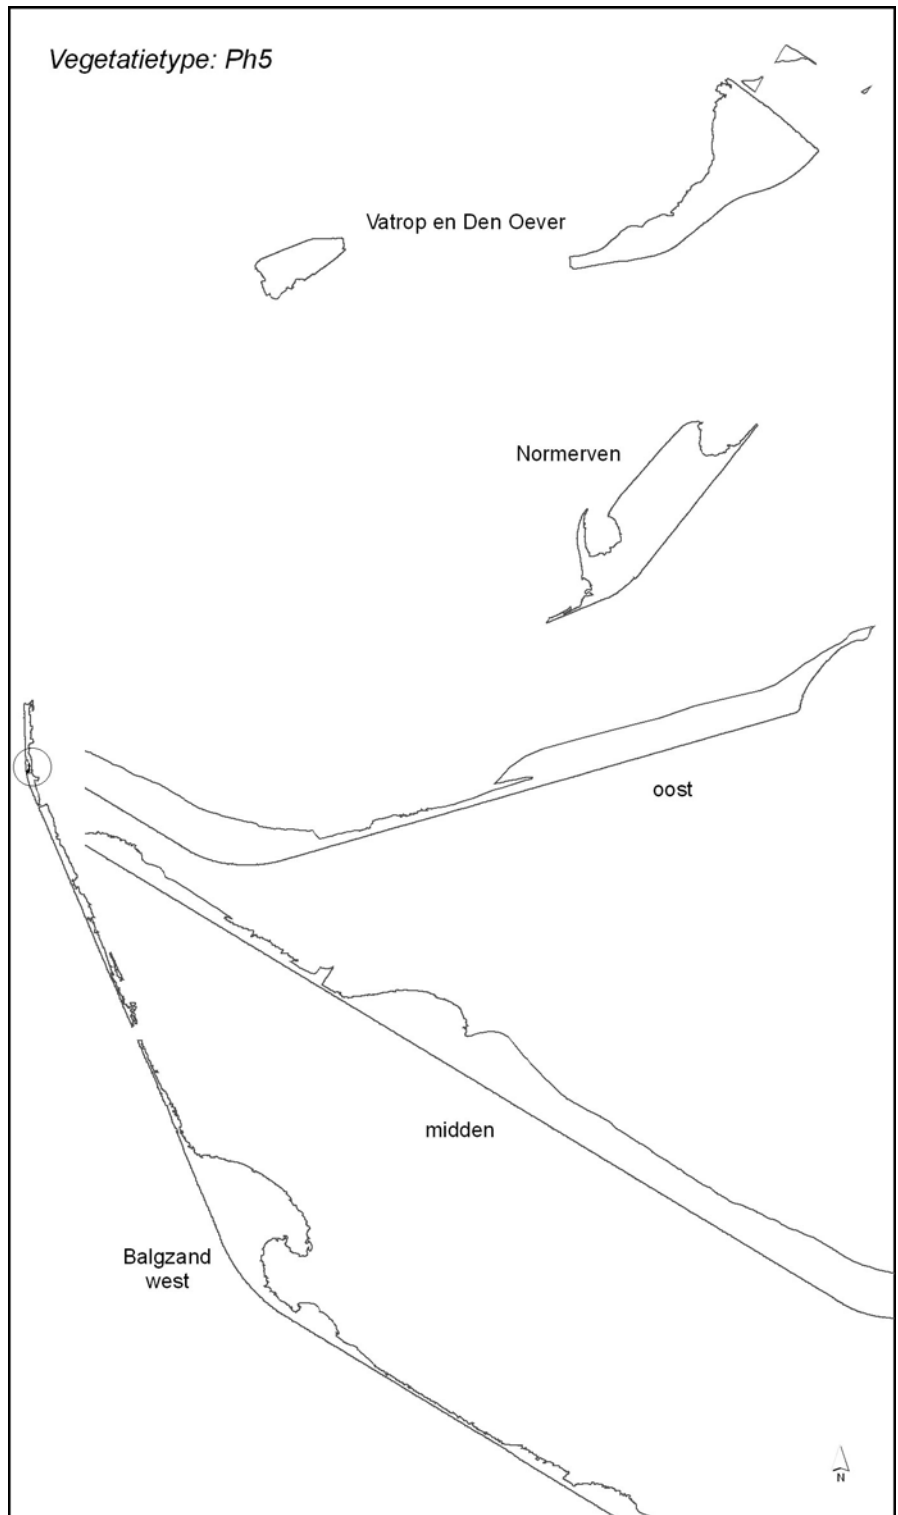 Vegetatietype: Ph5
Vatrop en Den Oever
Normerven
oost
midden
Balgzand
west
N